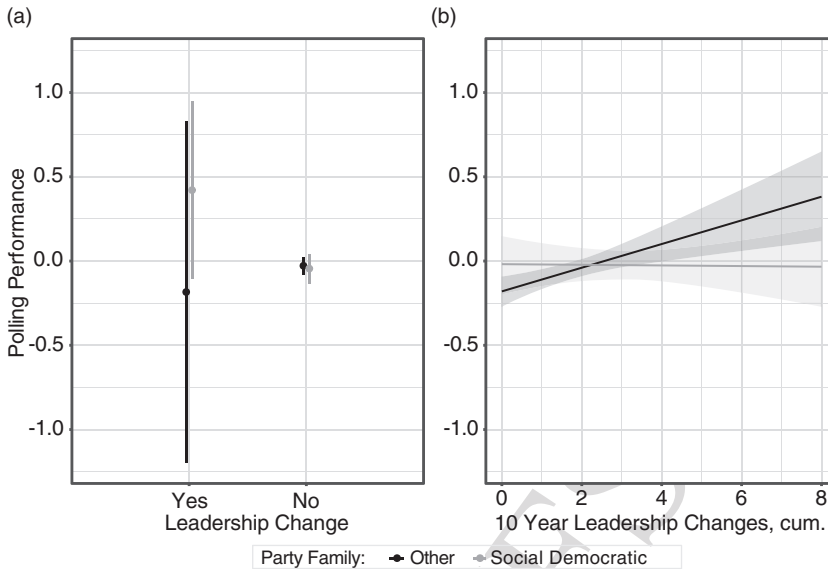 (a)
(b)
Polling Performance
1.0
0.5
0.0
-0.5
-1.0
Yes
No
Leadership Change
1.0
0.5
0.0
-0.5
-1.0
0
2
4
6
8
10 Year Leadership Changes, cum.
Party Family: Other Social Democratic